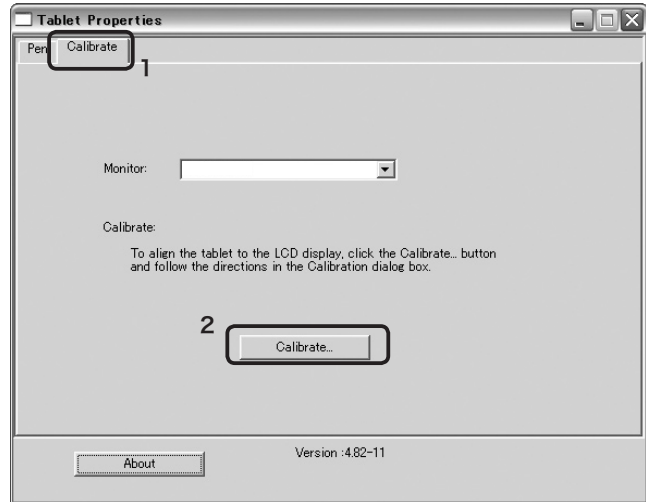 Tablet Properties
Pen Calibrate
1
Monitor:
Calibrate:
To align the tablet to the LCD display, click the Calibrate... button
and follow the directions in the Calibration dialog box.
2
Calibrate...
About
Version :4.82-11